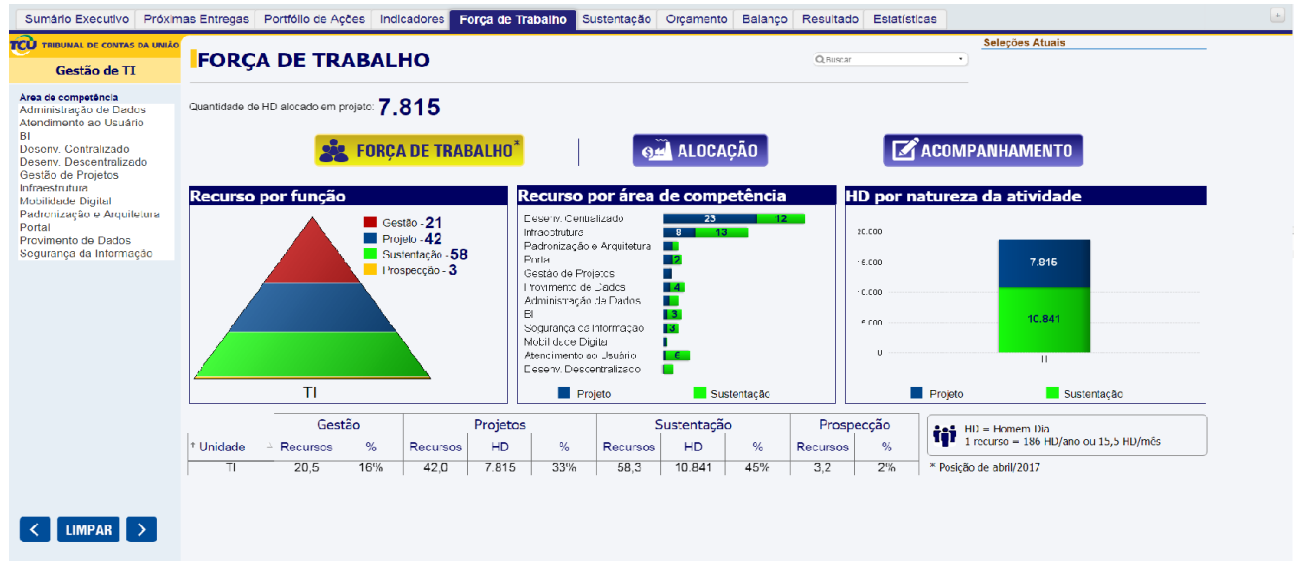 Sumário Executivo Próximas Entregas Portfólio de Ações Indicadores Força de Trabalho Sustentação Orçamento Balanço Resultado Estatísticas
TCU TRIBUNAL DE CONTAS DA UNIÃO
Gestão de TI
FORÇA DE TRABALHO
Buscar
Seleções Atuais
Área de competência
Administração de Dados
Atendimento ao Usuário
BI
Desenv. Centralizado
Desenv. Descentralizado
Gestão de Projetos
Infraestrutura
Mobilidade Digital
Padronização e Arquitetura
Portal
Provimento de Dados
Segurança da Informação
LIMPAR
Quantidade de HD alocado em projeto: 7.815
FORÇA DE TRABALHO*
ALOCAÇÃO
ACOMPANHAMENTO
Recurso por função
Gestão - 21
Projeto - 42
Sustentação - 58
Prospecção - 3
TI
Recurso por área de competência
Desenv. Centralizado 23 12
Infraestrutura 8 13
Padronização e Arquitetura
Portal 2
Gestão de Projetos
Provimento de Dados 4
Administração de Dados
BI 3
Segurança da Informação 3
Mobilidade Digital
Atendimento ao Usuário 6
Desenv. Descentralizado
Projeto Sustentação
HD por natureza da atividade
20.000
15.000
10.000
5.000
0
7.815
10.841
TI
Projeto Sustentação
Gestão Projetos Sustentação Prospecção
Unidade Recursos % Recursos HD % Recursos HD % Recursos %
TI 20,5 16% 42,0 7.815 33% 58,3 10.841 45% 3,2 2%
HD = Homem Dia
1 recurso = 186 HD/ano ou 15,5 HD/mês
* Posição de abril/2017